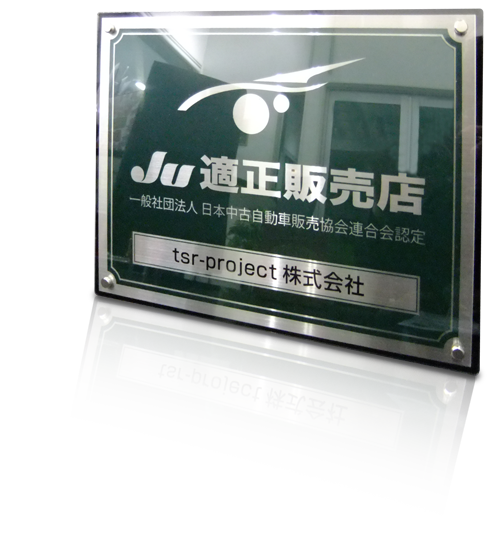 JU 適正販売店
一般社団法人 日本中古自動車販売協会連合会認定
tsr-project 株式会社